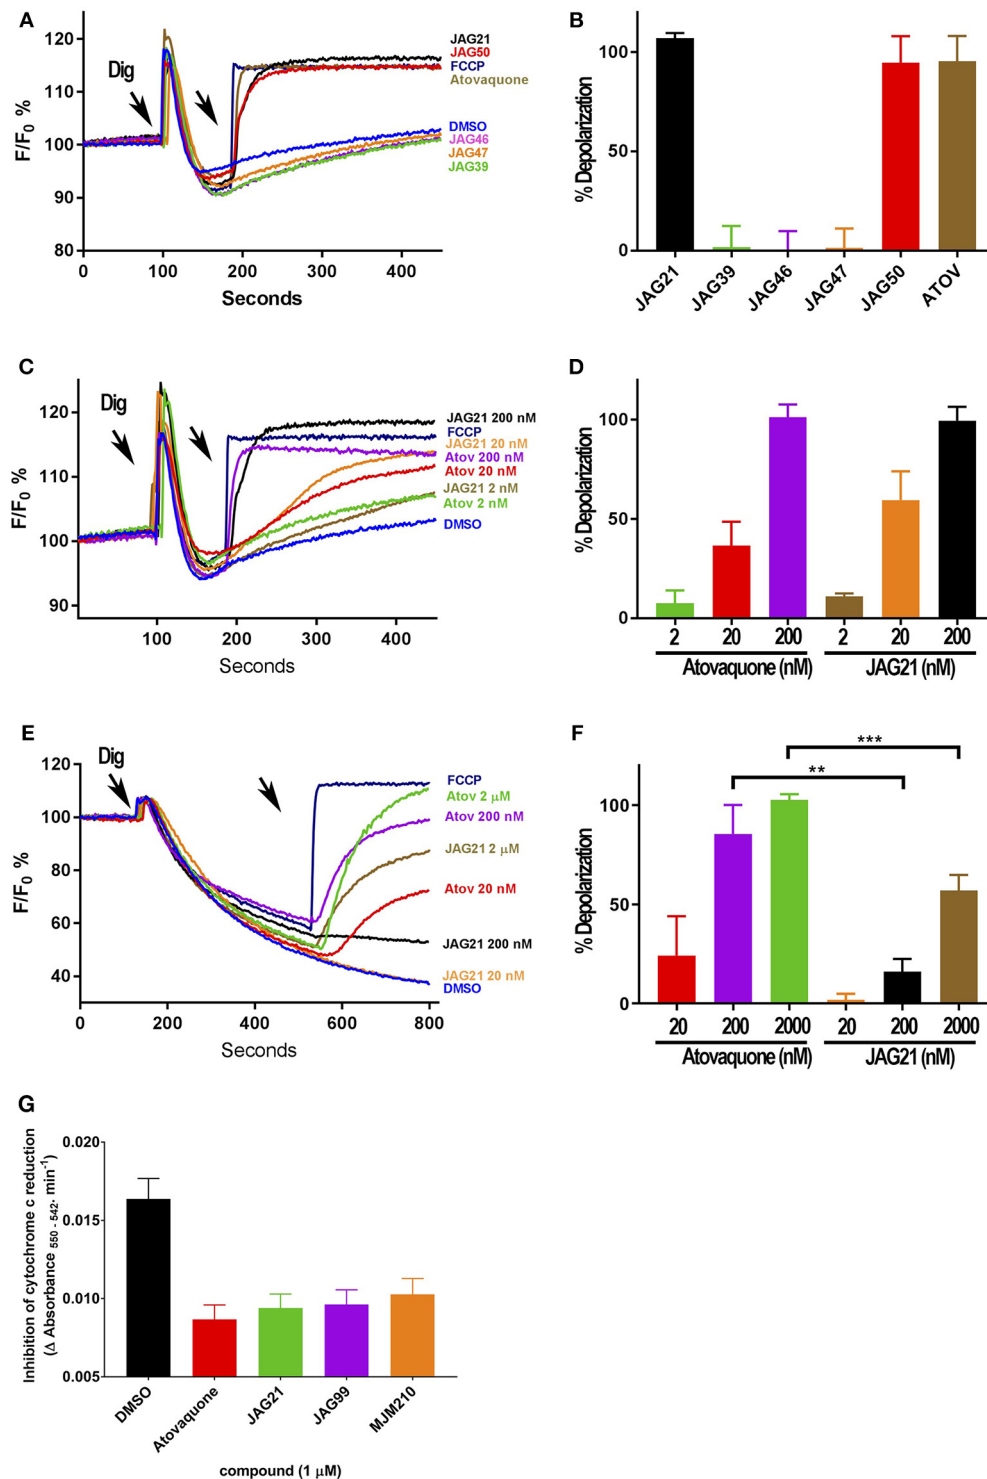 A
120
110
100
90
80
F/F₀ %
Dig
JAG21
JAG50
FCCP
Atovaquone
DMSO
JAG46
JAG47
JAG39
0
100
200
300
400
Seconds
B
100
50
0
% Depolarization
JAG21
JAG39
JAG46
JAG47
JAG50
ATOV
C
120
110
100
90
F/F₀ %
Dig
JAG21 200 nM
FCCP
JAG21 20 nM
Atov 200 nM
Atov 20 nM
JAG21 2 nM
Atov 2 nM
DMSO
100
200
300
400
Seconds
D
100
50
0
% Depolarization
2
20
200
2
20
200
Atovaquone (nM)
JAG21 (nM)
E
120
100
80
60
40
F/F₀ %
Dig
FCCP
Atov 2 μM
Atov 200 nM
JAG21 2 μM
Atov 20 nM
JAG21 200 nM
JAG21 20 nM
DMSO
0
200
400
600
800
Seconds
F
***
**
100
50
0
% Depolarization
20
200
2000
20
200
2000
Atovaquone (nM)
JAG21 (nM)
G
0.020
0.015
0.010
0.005
Inhibition of cytochrome c reduction
(Δ Absorbance 550 - 542· min⁻¹)
DMSO
Atovaquone
JAG21
JAG99
MJM210
compound (1 μM)